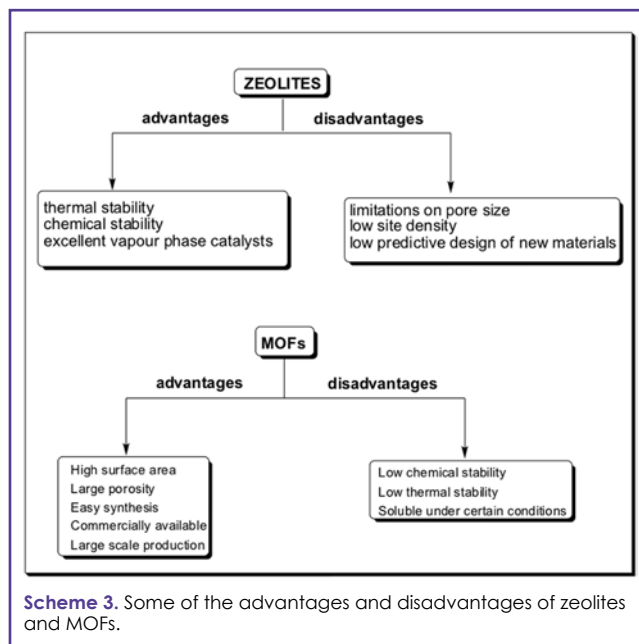 ZEOLITES
advantages
disadvantages
thermal stability
chemical stability
excellent vapour phase catalysts
limitations on pore size
low site density
low predictive design of new materials
MOFs
advantages
disadvantages
High surface area
Large porosity
Easy synthesis
Commercially available
Large scale production
Low chemical stability
Low thermal stability
Soluble under certain conditions
Scheme 3. Some of the advantages and disadvantages of zeolites
and MOFs.